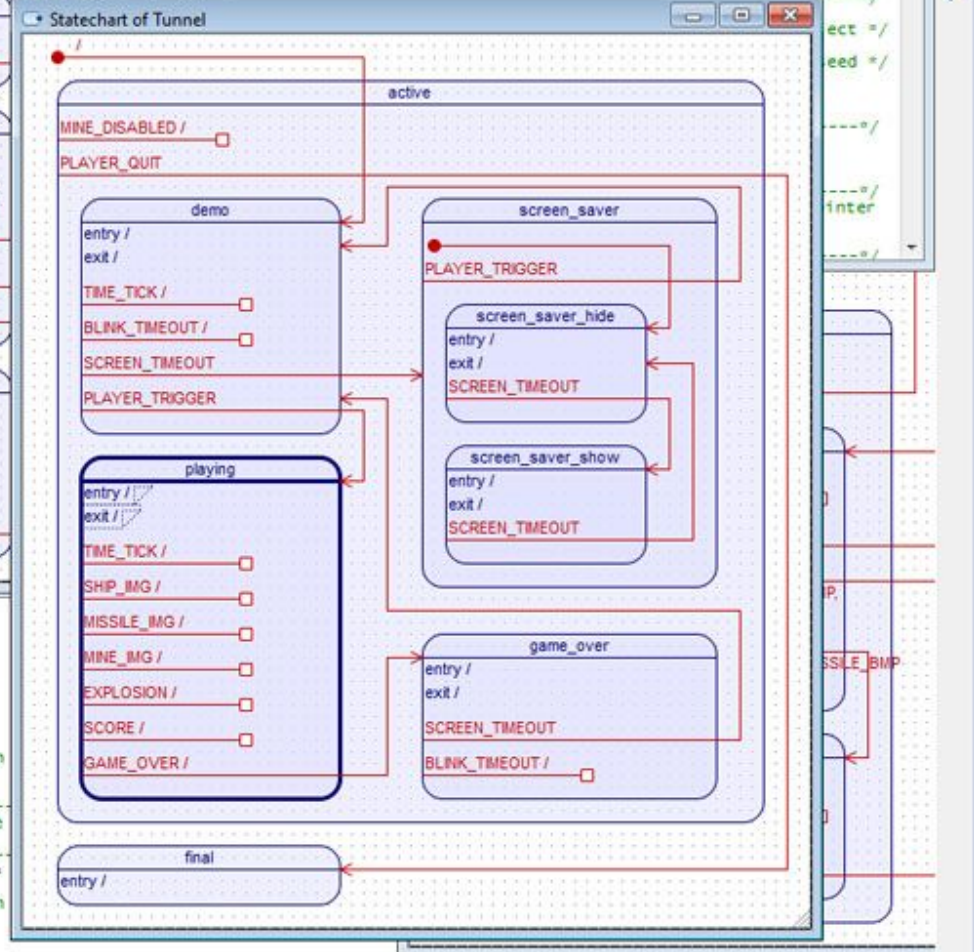 Statechart of Tunnel
/
active
MINE_DISABLED /
PLAYER_QUIT
demo
entry /
exit /
TIME_TICK /
BLINK_TIMEOUT /
SCREEN_TIMEOUT
PLAYER_TRIGGER
screen_saver
PLAYER_TRIGGER
screen_saver_hide
entry /
exit /
SCREEN_TIMEOUT
screen_saver_show
entry /
exit /
SCREEN_TIMEOUT
playing
entry /
exit /
TIME_TICK /
SHIP_IMG /
MISSILE_IMG /
MINE_IMG /
EXPLOSION /
SCORE /
GAME_OVER /
game_over
entry /
exit /
SCREEN_TIMEOUT
BLINK_TIMEOUT /
final
entry /
ect */
eed */
----*/
----*/
inter
----*/
IP,
SSILE_BMP